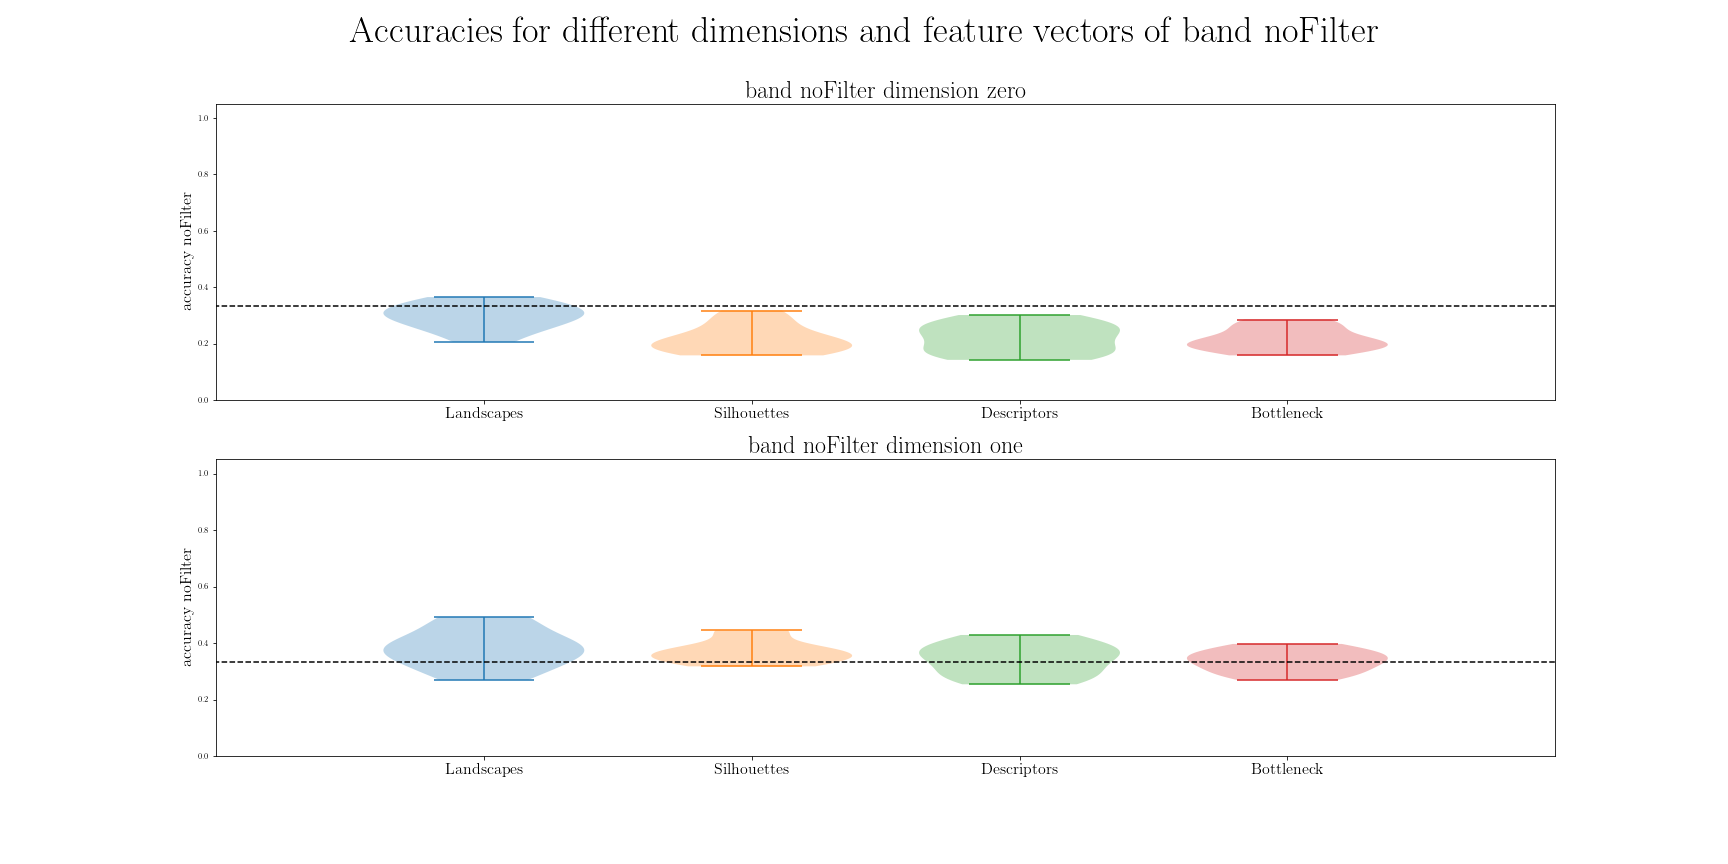 Accuracies for different dimensions and feature vectors of band noFilter
band noFilter dimension zero
accuracy noFilter
1.0
0.8
0.6
0.4
0.2
0.0
Landscapes Silhouettes Descriptors Bottleneck
band noFilter dimension one
accuracy noFilter
1.0
0.8
0.6
0.4
0.2
0.0
Landscapes Silhouettes Descriptors Bottleneck